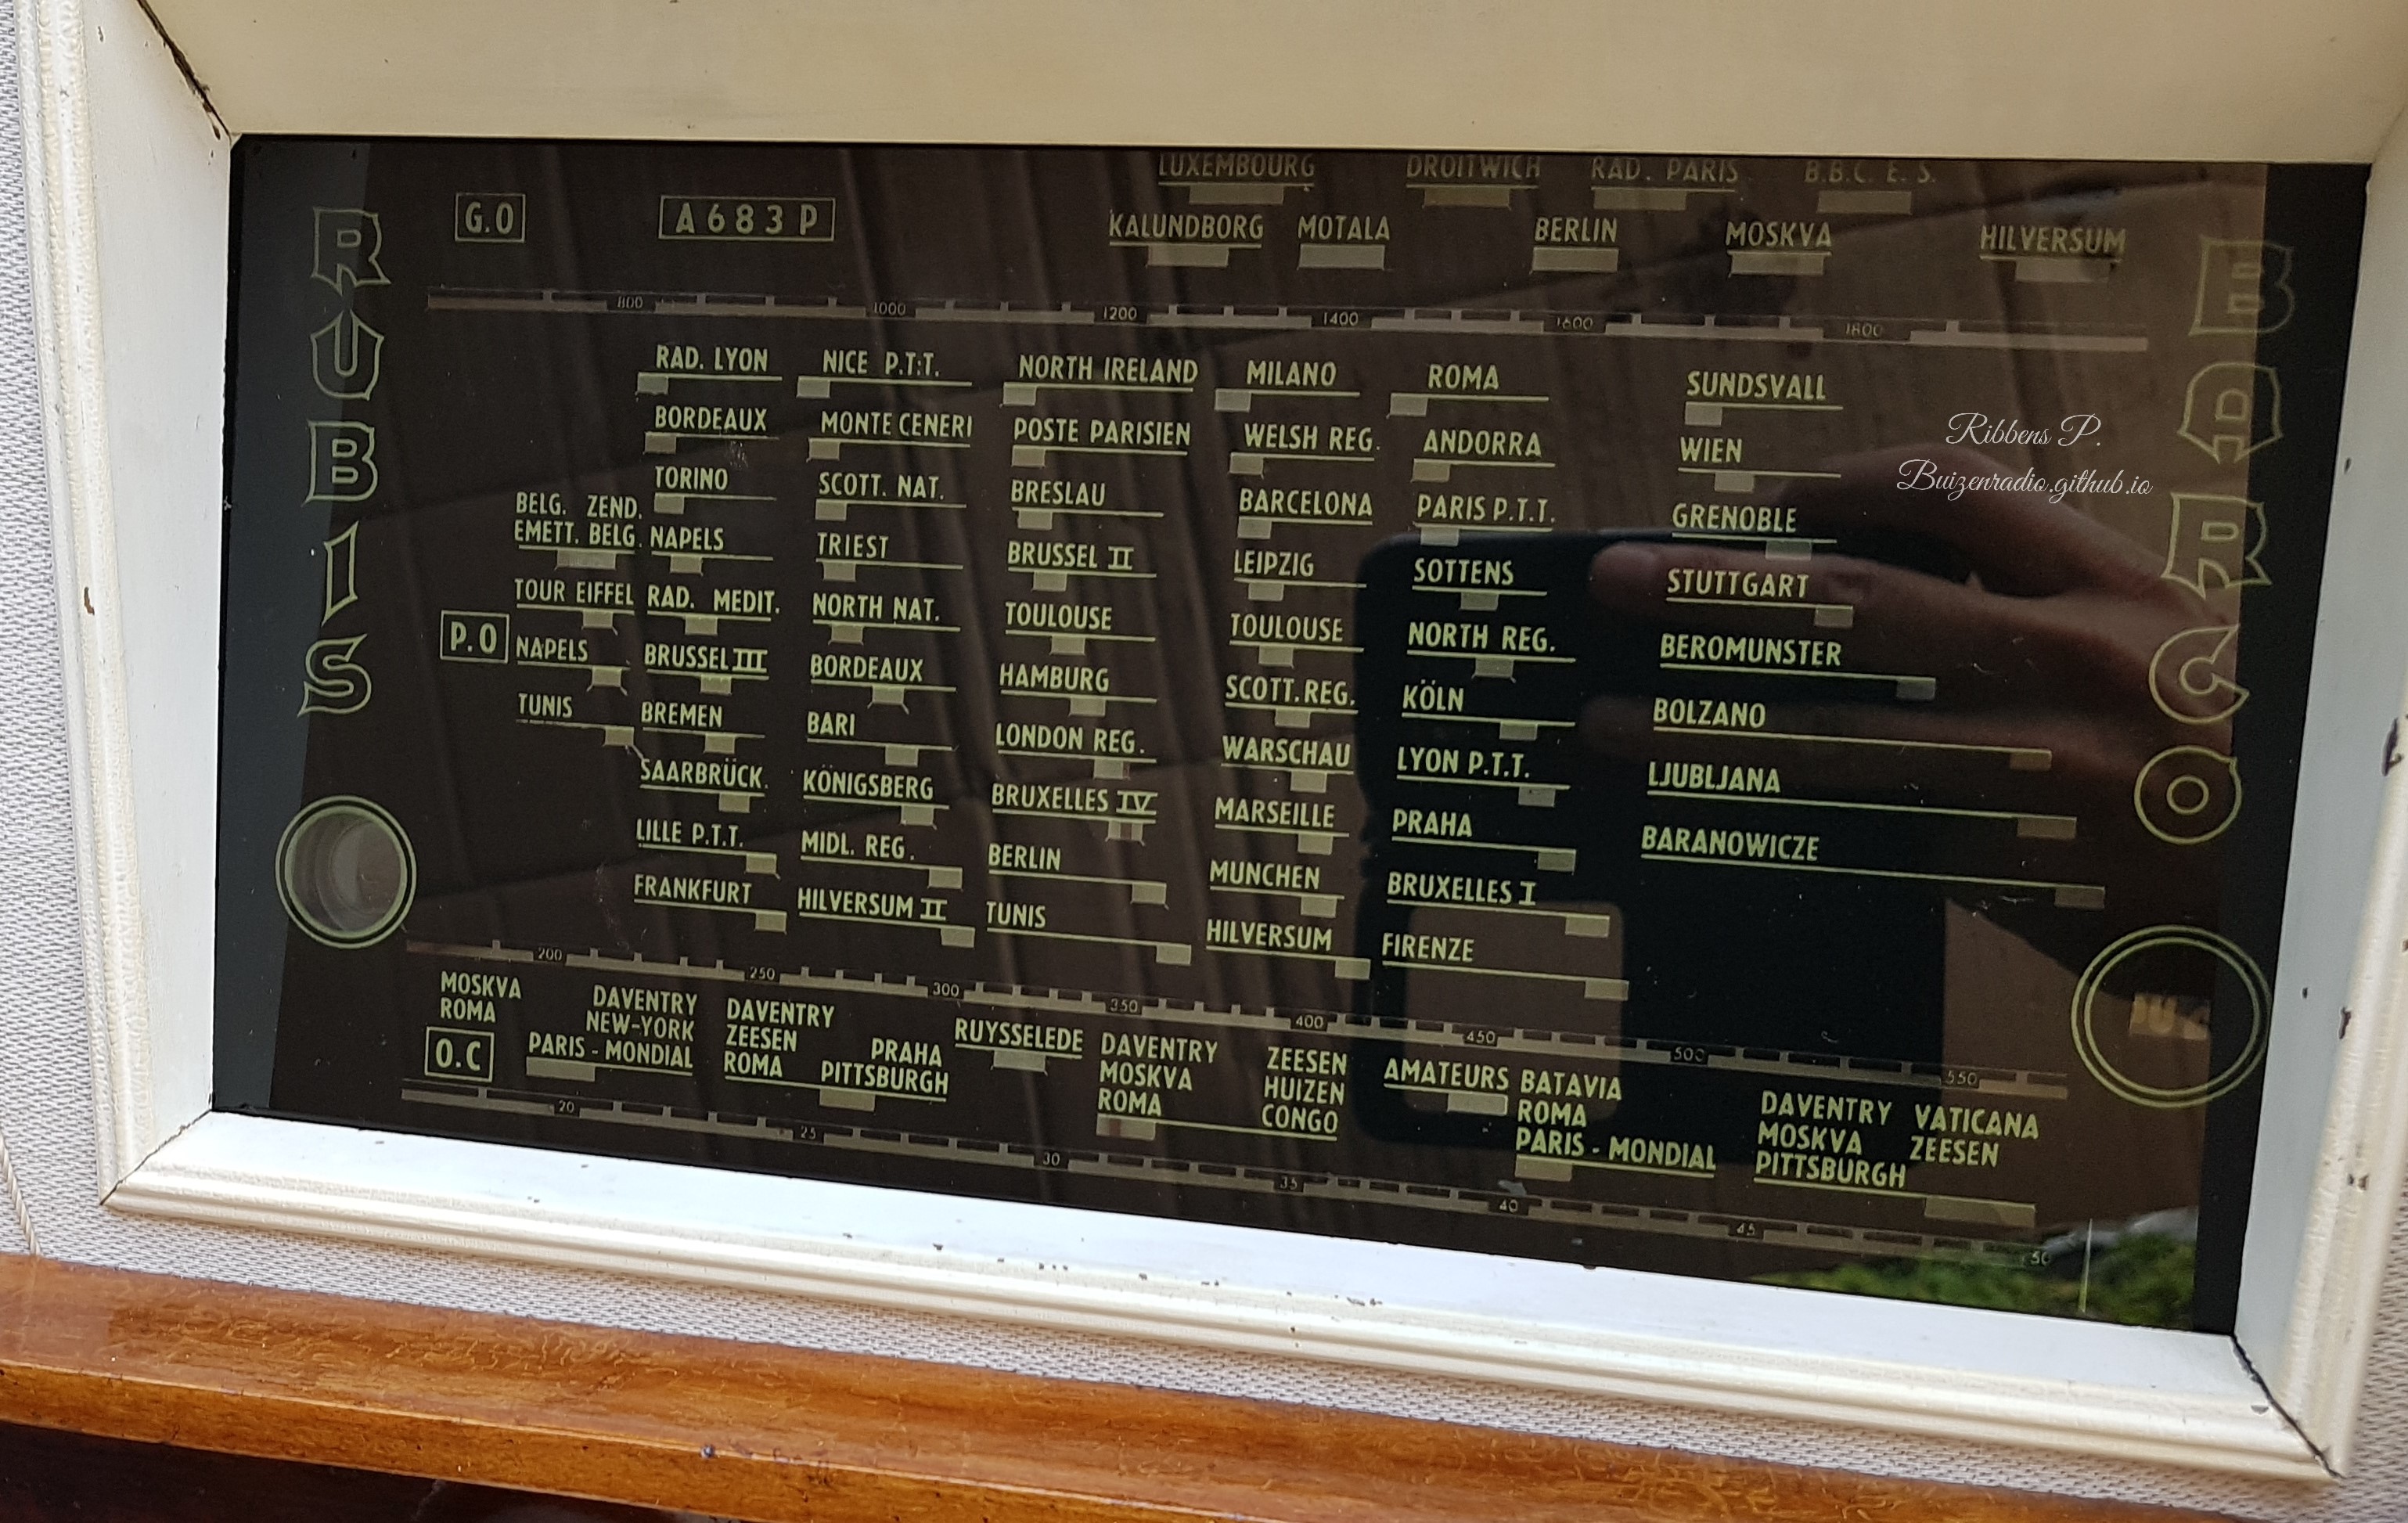 RUBIS
BARCO
G.O
A683P
LUXEMBOURG DROITWICH RAD. PARIS B.B.C. E. S.
KALUNDBORG MOTALA BERLIN MOSKVA HILVERSUM
800 1000 1200 1400 1600 1800
P.O
BELG. ZEND.
EMETT. BELG.
TOUR EIFFEL
NAPELS
TUNIS
RAD. LYON
BORDEAUX
TORINO
NAPELS
RAD. MEDIT.
BRUSSEL III
BREMEN
SAARBRÜCK.
LILLE P.T.T.
FRANKFURT
NICE P.T.T.
MONTE CENERI
SCOTT. NAT.
TRIEST
NORTH NAT.
BORDEAUX
BARI
KÖNIGSBERG
MIDL. REG.
HILVERSUM II
NORTH IRELAND
POSTE PARISIEN
BRESLAU
BRUSSEL II
TOULOUSE
HAMBURG
LONDON REG.
BRUXELLES IV
BERLIN
TUNIS
MILANO
WELSH REG.
BARCELONA
LEIPZIG
TOULOUSE
SCOTT. REG.
WARSCHAU
MARSEILLE
MUNCHEN
HILVERSUM
ROMA
ANDORRA
PARIS P.T.T.
SOTTENS
NORTH REG.
KÖLN
LYON P.T.T.
PRAHA
BRUXELLES I
FIRENZE
SUNDSVALL
WIEN
GRENOBLE
STUTTGART
BEROMUNSTER
BOLZANO
LJUBLJANA
BARANOWICZE
200 250 300 350 400 450 500 550
O.C
MOSKVA
ROMA
DAVENTRY
NEW-YORK
PARIS - MONDIAL
DAVENTRY
ZEESEN
ROMA
PRAHA
PITTSBURGH
RUYSSELEDE
DAVENTRY
MOSKVA
ROMA
ZEESEN
HUIZEN
CONGO
AMATEURS
BATAVIA
ROMA
PARIS - MONDIAL
DAVENTRY VATICANA
MOSKVA ZEESEN
PITTSBURGH
20 25 30 35 40 45 50
Ribbens P.
Buizenradio.github.io